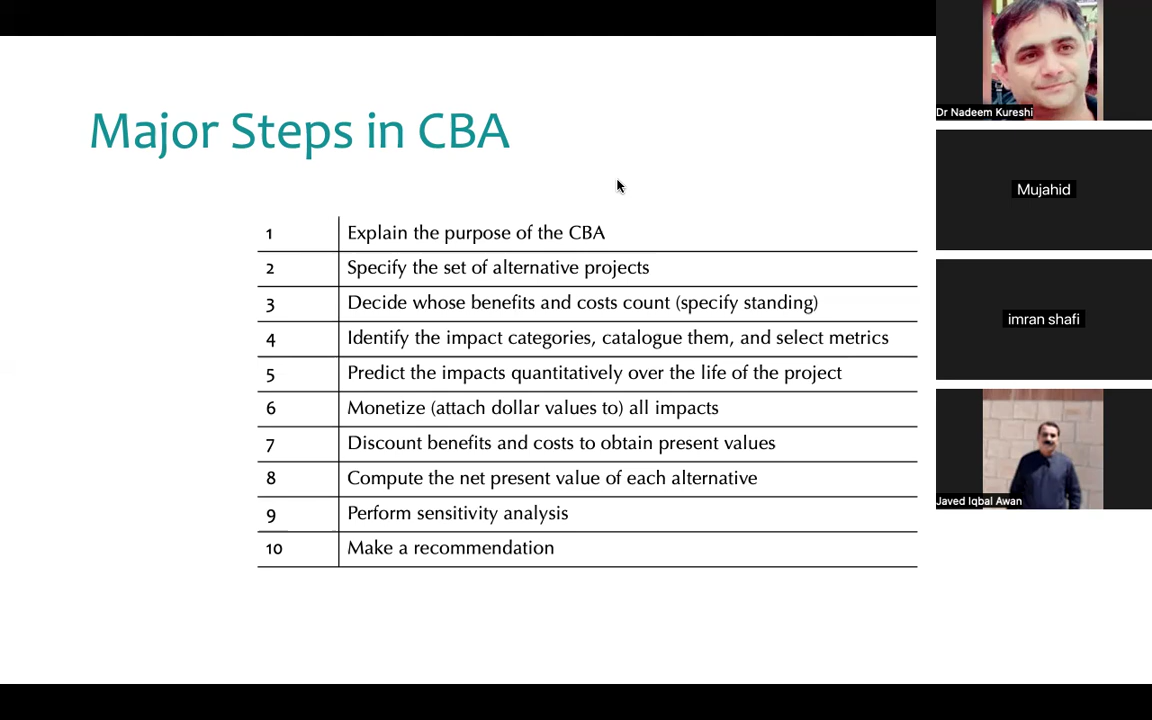 Major Steps in CBA
1 Explain the purpose of the CBA
2 Specify the set of alternative projects
3 Decide whose benefits and costs count (specify standing)
4 Identify the impact categories, catalogue them, and select metrics
5 Predict the impacts quantitatively over the life of the project
6 Monetize (attach dollar values to) all impacts
7 Discount benefits and costs to obtain present values
8 Compute the net present value of each alternative
9 Perform sensitivity analysis
10 Make a recommendation
Dr Nadeem Kureshi
Mujahid
imran shafi
Javed Iqbal Awan